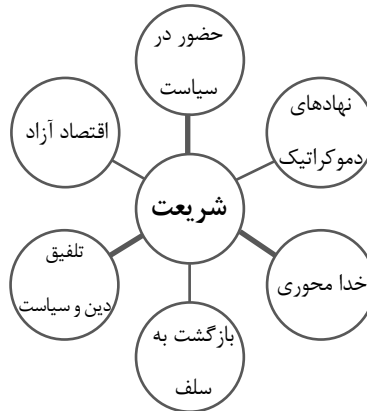 حضور در
سیاست
نهادهای
دموکراتیک
اقتصاد آزاد
شریعت
خدا محوری
تلفیق
دین و سیاست
بازگشت به
سلف